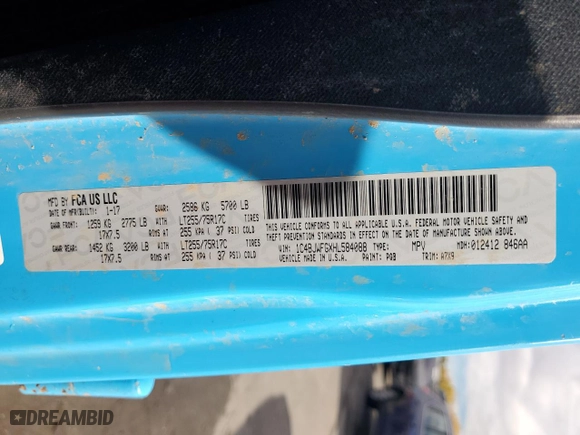 MFD BY FCA US LLC
DATE OF MFR(BUILT): 1-17 GVWR: 2586 KG 5700 LB
GAWR FRONT: 1259 KG 2775 LB WITH LT255/75R17C TIRES
17X7.5 RIMS AT 255 KPA ( 37 PSI) COLD
GAWR REAR: 1452 KG 3200 LB WITH LT255/75R17C TIRES
17X7.5 RIMS AT 255 KPA ( 37 PSI) COLD
THIS VEHICLE CONFORMS TO ALL APPLICABLE U.S.A. FEDERAL MOTOR VEHICLE SAFETY AND
THEFT PREVENTION STANDARDS IN EFFECT ON THE DATE OF MANUFACTURE SHOWN ABOVE.
VIN: 1C4BJWFGXHL584088 TYPE: MPV MDH: 012412 846AA
VEHICLE MADE IN U.S.A. PAINT: PQB TRIM: A7X9
DREAMBID